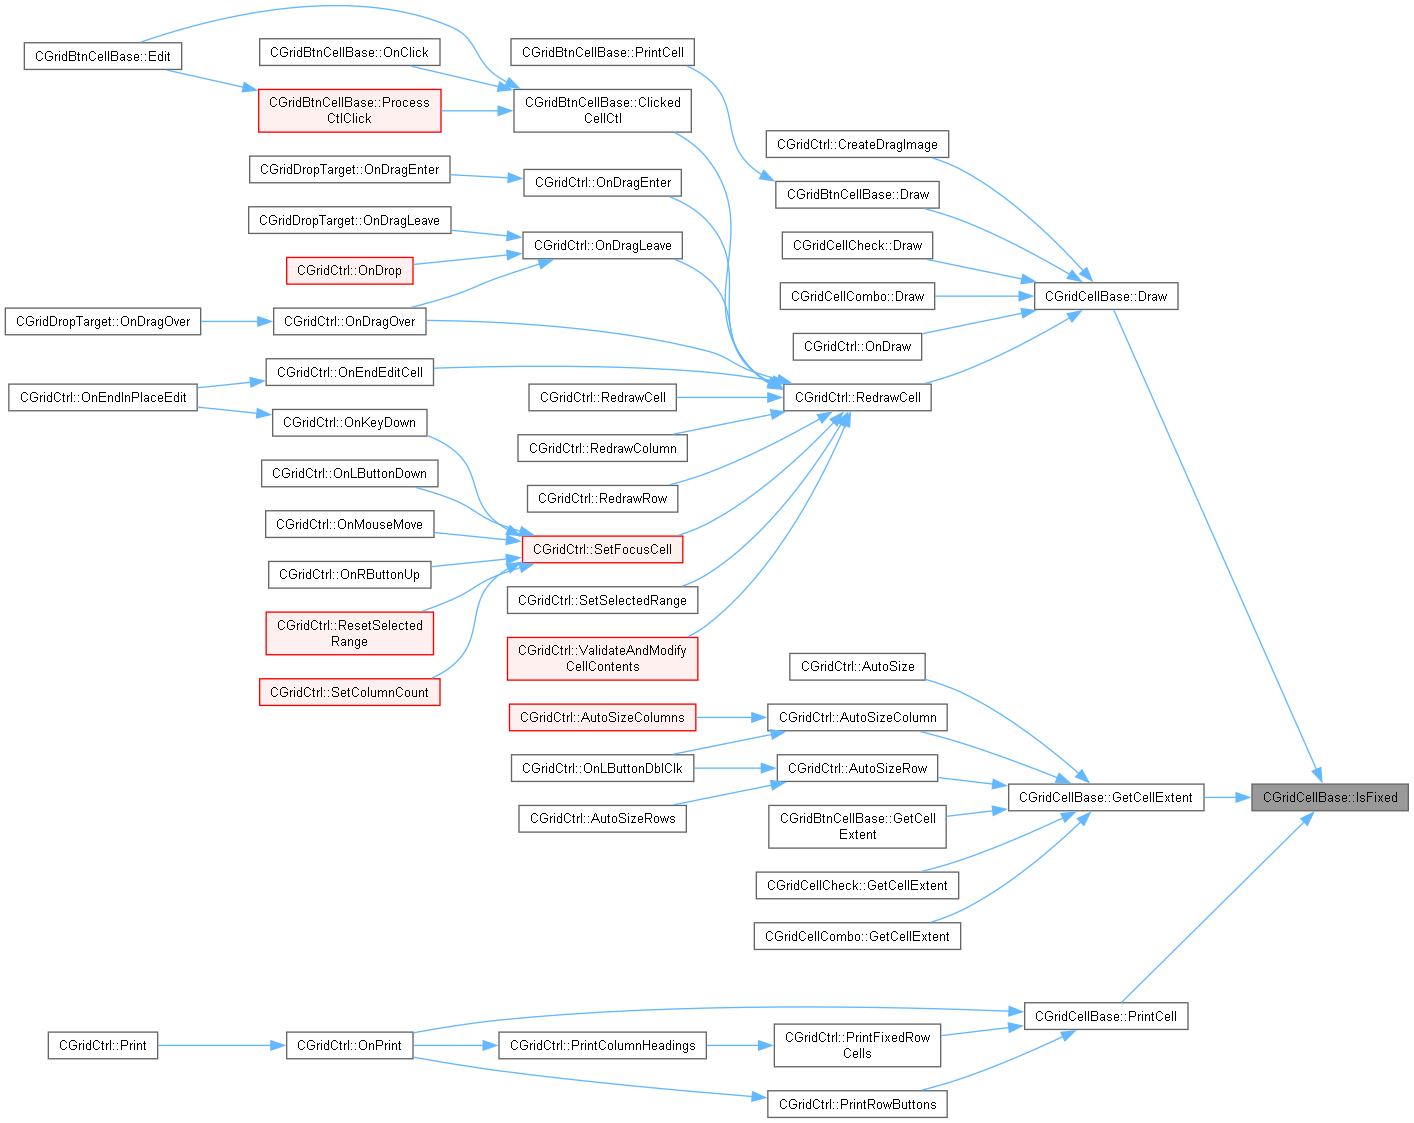 CGridBtnCellBase::Edit
CGridBtnCellBase::OnClick
CGridBtnCellBase::PrintCell
CGridBtnCellBase::Process
CtlClick
CGridBtnCellBase::Clicked
CellCtl
CGridCtrl::CreateDragImage
CGridDropTarget::OnDragEnter
CGridCtrl::OnDragEnter
CGridBtnCellBase::Draw
CGridDropTarget::OnDragLeave
CGridCtrl::OnDragLeave
CGridCellCheck::Draw
CGridCtrl::OnDrop
CGridCellCombo::Draw
CGridCellBase::Draw
CGridDropTarget::OnDragOver
CGridCtrl::OnDragOver
CGridCtrl::OnDraw
CGridCtrl::OnEndEditCell
CGridCtrl::OnEndInPlaceEdit
CGridCtrl::RedrawCell
CGridCtrl::RedrawCell
CGridCtrl::OnKeyDown
CGridCtrl::RedrawColumn
CGridCtrl::OnLButtonDown
CGridCtrl::RedrawRow
CGridCtrl::OnMouseMove
CGridCtrl::SetFocusCell
CGridCtrl::OnRButtonUp
CGridCtrl::SetSelectedRange
CGridCtrl::ResetSelected
Range
CGridCtrl::ValidateAndModify
CellContents
CGridCtrl::AutoSize
CGridCtrl::SetColumnCount
CGridCtrl::AutoSizeColumns
CGridCtrl::AutoSizeColumn
CGridCtrl::OnLButtonDblClk
CGridCtrl::AutoSizeRow
CGridCellBase::GetCellExtent
CGridCellBase::IsFixed
CGridCtrl::AutoSizeRows
CGridBtnCellBase::GetCell
Extent
CGridCellCheck::GetCellExtent
CGridCellCombo::GetCellExtent
CGridCellBase::PrintCell
CGridCtrl::Print
CGridCtrl::OnPrint
CGridCtrl::PrintColumnHeadings
CGridCtrl::PrintFixedRow
Cells
CGridCtrl::PrintRowButtons